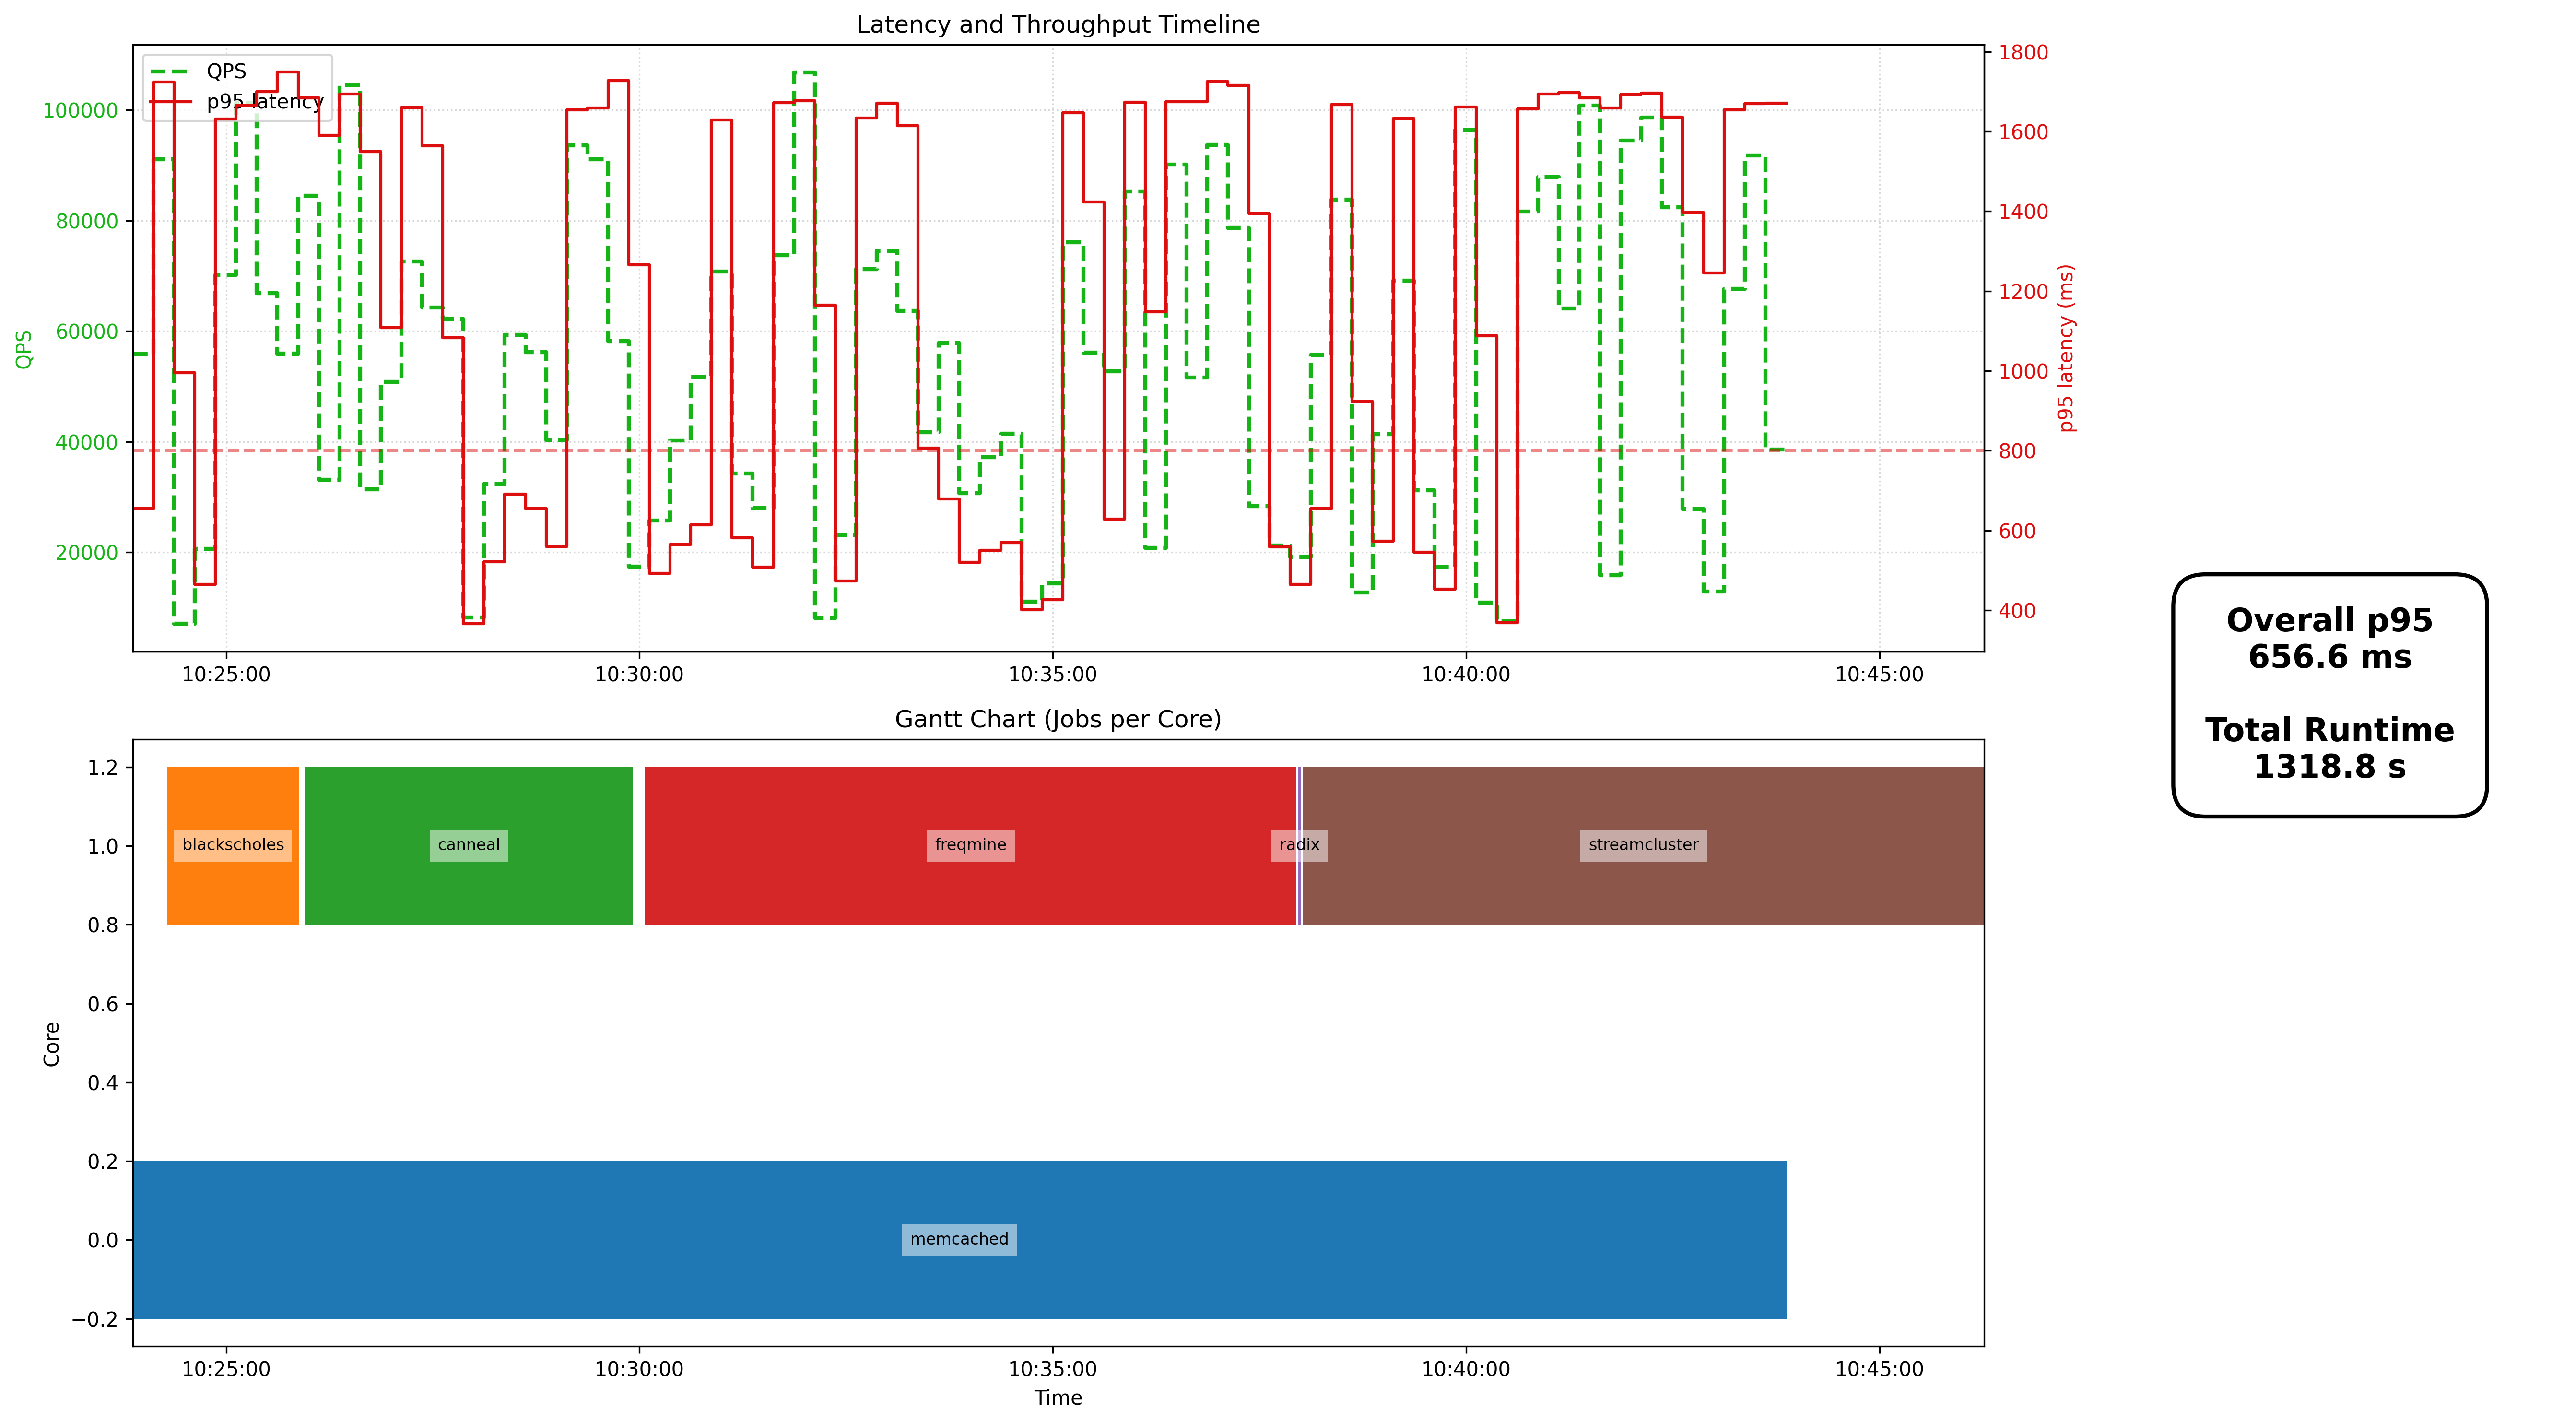 Latency and Throughput Timeline
QPS
p95 latency
100000
80000
60000
40000
20000
QPS
1800
1600
1400
1200
1000
800
600
400
p95 latency (ms)
10:25:00
10:30:00
10:35:00
10:40:00
10:45:00
Overall p95
656.6 ms
Total Runtime
1318.8 s
Gantt Chart (Jobs per Core)
1.2
1.0
0.8
0.6
0.4
0.2
0.0
−0.2
Core
blackscholes
canneal
freqmine
radix
streamcluster
memcached
10:25:00
10:30:00
10:35:00
10:40:00
10:45:00
Time